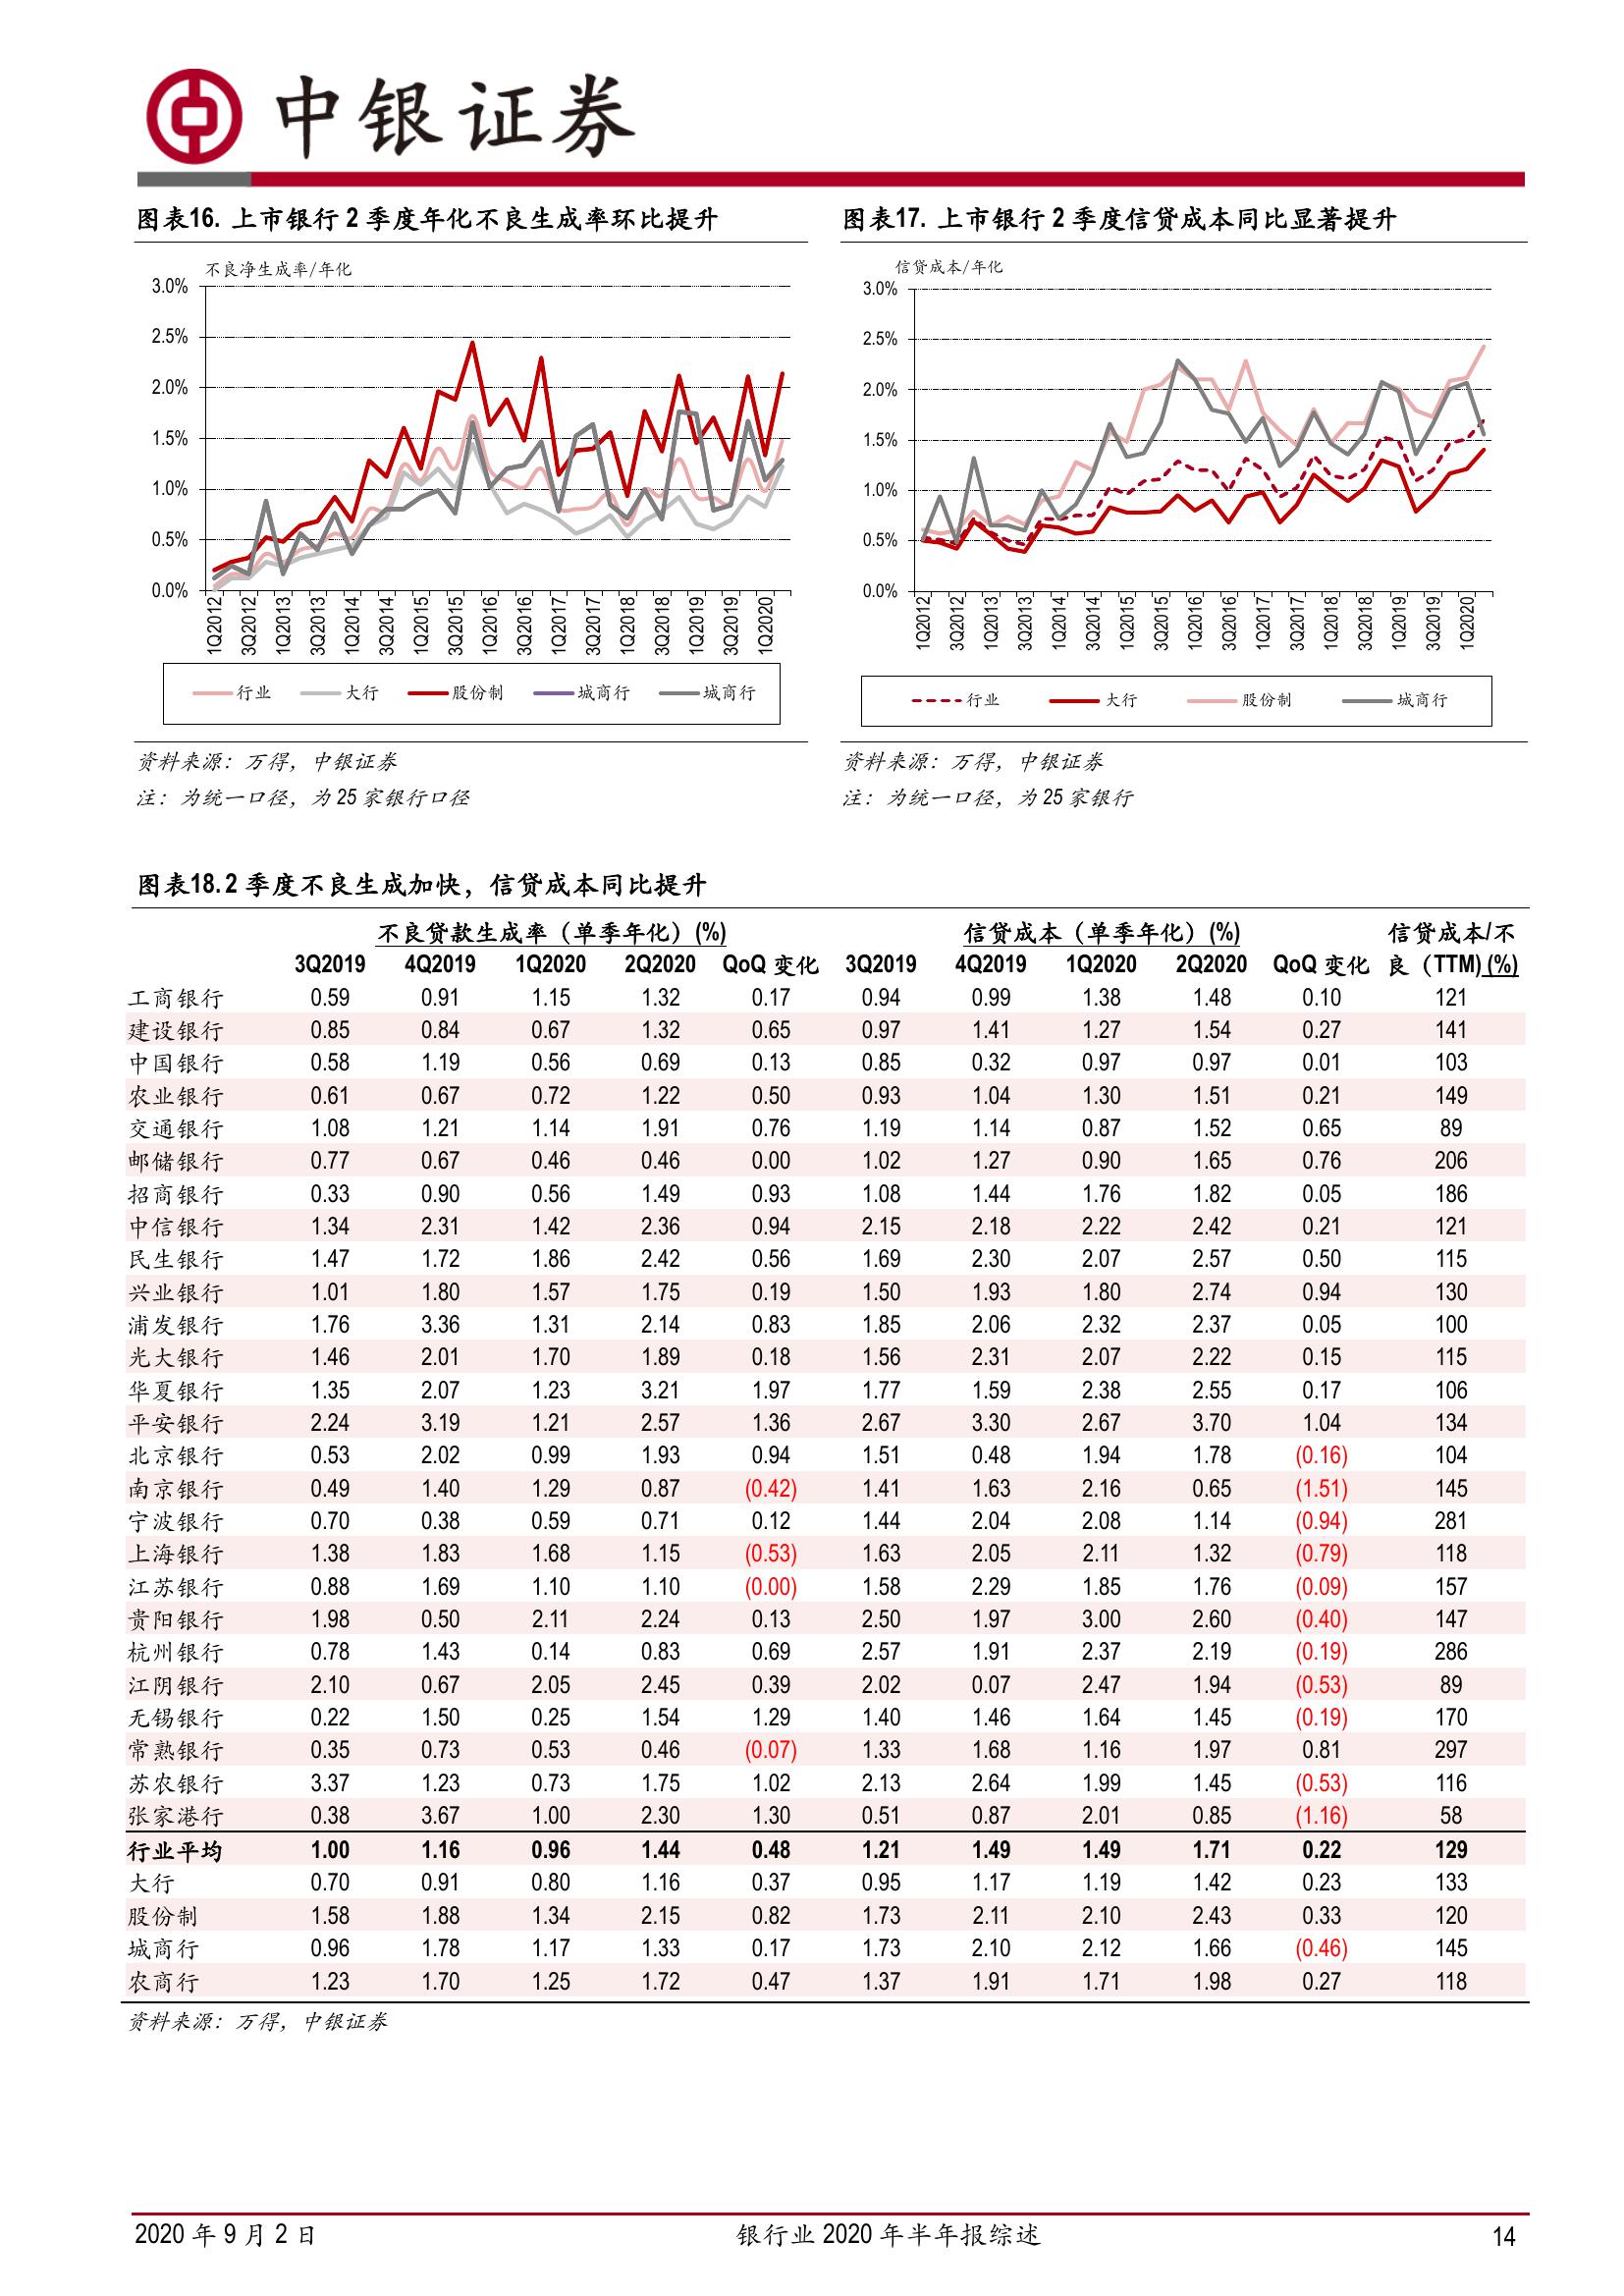 中银证券
图表16. 上市银行 2 季度年化不良生成率环比提升
不良净生成率/年化
3.0%
2.5%
2.0%
1.5%
1.0%
0.5%
0.0%
1Q2012
3Q2012
1Q2013
3Q2013
1Q2014
3Q2014
1Q2015
3Q2015
1Q2016
3Q2016
1Q2017
3Q2017
1Q2018
3Q2018
1Q2019
3Q2019
1Q2020
行业 大行 股份制 城商行 城商行
资料来源：万得，中银证券
注：为统一口径，为 25 家银行口径
图表17. 上市银行 2 季度信贷成本同比显著提升
信贷成本/年化
3.0%
2.5%
2.0%
1.5%
1.0%
0.5%
0.0%
1Q2012
3Q2012
1Q2013
3Q2013
1Q2014
3Q2014
1Q2015
3Q2015
1Q2016
3Q2016
1Q2017
3Q2017
1Q2018
3Q2018
1Q2019
3Q2019
1Q2020
行业 大行 股份制 城商行
资料来源：万得，中银证券
注：为统一口径，为 25 家银行
图表18. 2 季度不良生成加快，信贷成本同比提升
不良贷款生成率（单季年化）(%) 信贷成本（单季年化）(%) 信贷成本/不
3Q2019 4Q2019 1Q2020 2Q2020 QoQ 变化 3Q2019 4Q2019 1Q2020 2Q2020 QoQ 变化 良（TTM) (%)
工商银行 0.59 0.91 1.15 1.32 0.17 0.94 0.99 1.38 1.48 0.10 121
建设银行 0.85 0.84 0.67 1.32 0.65 0.97 1.41 1.27 1.54 0.27 141
中国银行 0.58 1.19 0.56 0.69 0.13 0.85 0.32 0.97 0.97 0.01 103
农业银行 0.61 0.67 0.72 1.22 0.50 0.93 1.04 1.30 1.51 0.21 149
交通银行 1.08 1.21 1.14 1.91 0.76 1.19 1.14 0.87 1.52 0.65 89
邮储银行 0.77 0.67 0.46 0.46 0.00 1.02 1.27 0.90 1.65 0.76 206
招商银行 0.33 0.90 0.56 1.49 0.93 1.08 1.44 1.76 1.82 0.05 186
中信银行 1.34 2.31 1.42 2.36 0.94 2.15 2.18 2.22 2.42 0.21 121
民生银行 1.47 1.72 1.86 2.42 0.56 1.69 2.30 2.07 2.57 0.50 115
兴业银行 1.01 1.80 1.57 1.75 0.19 1.50 1.93 1.80 2.74 0.94 130
浦发银行 1.76 3.36 1.31 2.14 0.83 1.85 2.06 2.32 2.37 0.05 100
光大银行 1.46 2.01 1.70 1.89 0.18 1.56 2.31 2.07 2.22 0.15 115
华夏银行 1.35 2.07 1.23 3.21 1.97 1.77 1.59 2.38 2.55 0.17 106
平安银行 2.24 3.19 1.21 2.57 1.36 2.67 3.30 2.67 3.70 1.04 134
北京银行 0.53 2.02 0.99 1.93 0.94 1.51 0.48 1.94 1.78 (0.16) 104
南京银行 0.49 1.40 1.29 0.87 (0.42) 1.41 1.63 2.16 0.65 (1.51) 145
宁波银行 0.70 0.38 0.59 0.71 0.12 1.44 2.04 2.08 1.14 (0.94) 281
上海银行 1.38 1.83 1.68 1.15 (0.53) 1.63 2.05 2.11 1.32 (0.79) 118
江苏银行 0.88 1.69 1.10 1.10 (0.00) 1.58 2.29 1.85 1.76 (0.09) 157
贵阳银行 1.98 0.50 2.11 2.24 0.13 2.50 1.97 3.00 2.60 (0.40) 147
杭州银行 0.78 1.43 0.14 0.83 0.69 2.57 1.91 2.37 2.19 (0.19) 286
江阴银行 2.10 0.67 2.05 2.45 0.39 2.02 0.07 2.47 1.94 (0.53) 89
无锡银行 0.22 1.50 0.25 1.54 1.29 1.40 1.46 1.64 1.45 (0.19) 170
常熟银行 0.35 0.73 0.53 0.46 (0.07) 1.33 1.68 1.16 1.97 0.81 297
苏农银行 3.37 1.23 0.73 1.75 1.02 2.13 2.64 1.99 1.45 (0.53) 116
张家港行 0.38 3.67 1.00 2.30 1.30 0.51 0.87 2.01 0.85 (1.16) 58
行业平均 1.00 1.16 0.96 1.44 0.48 1.21 1.49 1.49 1.71 0.22 129
大行 0.70 0.91 0.80 1.16 0.37 0.95 1.17 1.19 1.42 0.23 133
股份制 1.58 1.88 1.34 2.15 0.82 1.73 2.11 2.10 2.43 0.33 120
城商行 0.96 1.78 1.17 1.33 0.17 1.73 2.10 2.12 1.66 (0.46) 145
农商行 1.23 1.70 1.25 1.72 0.47 1.37 1.91 1.71 1.98 0.27 118
资料来源：万得，中银证券
2020 年 9 月 2 日 银行业 2020 年半年报综述 14